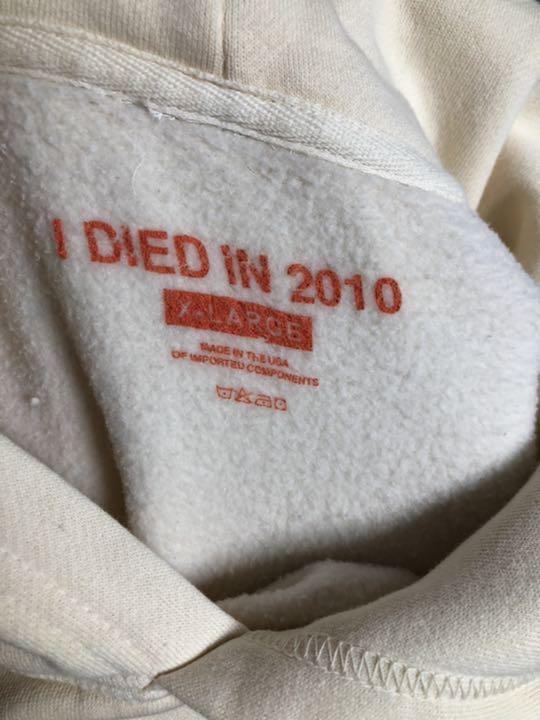 I DIED IN 2010
X-LARGE
MADE IN THE USA
OF IMPORTED COMPONENTS